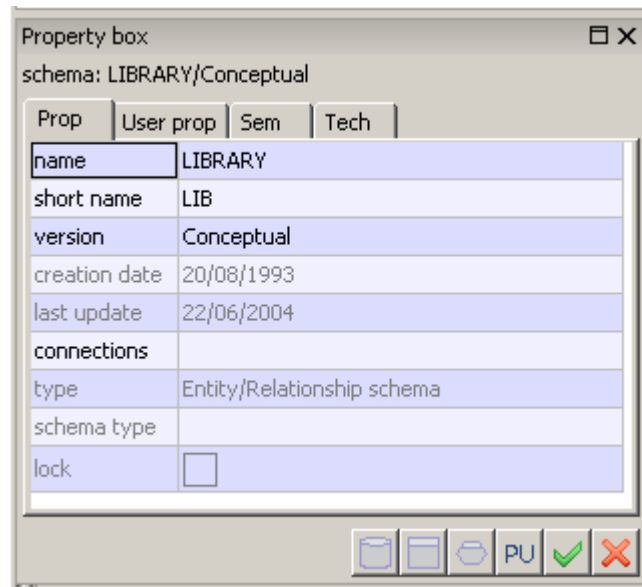 Property box
schema: LIBRARY/Conceptual
Prop User prop Sem Tech
name LIBRARY
short name LIB
version Conceptual
creation date 20/08/1993
last update 22/06/2004
connections
type Entity/Relationship schema
schema type
lock
PU